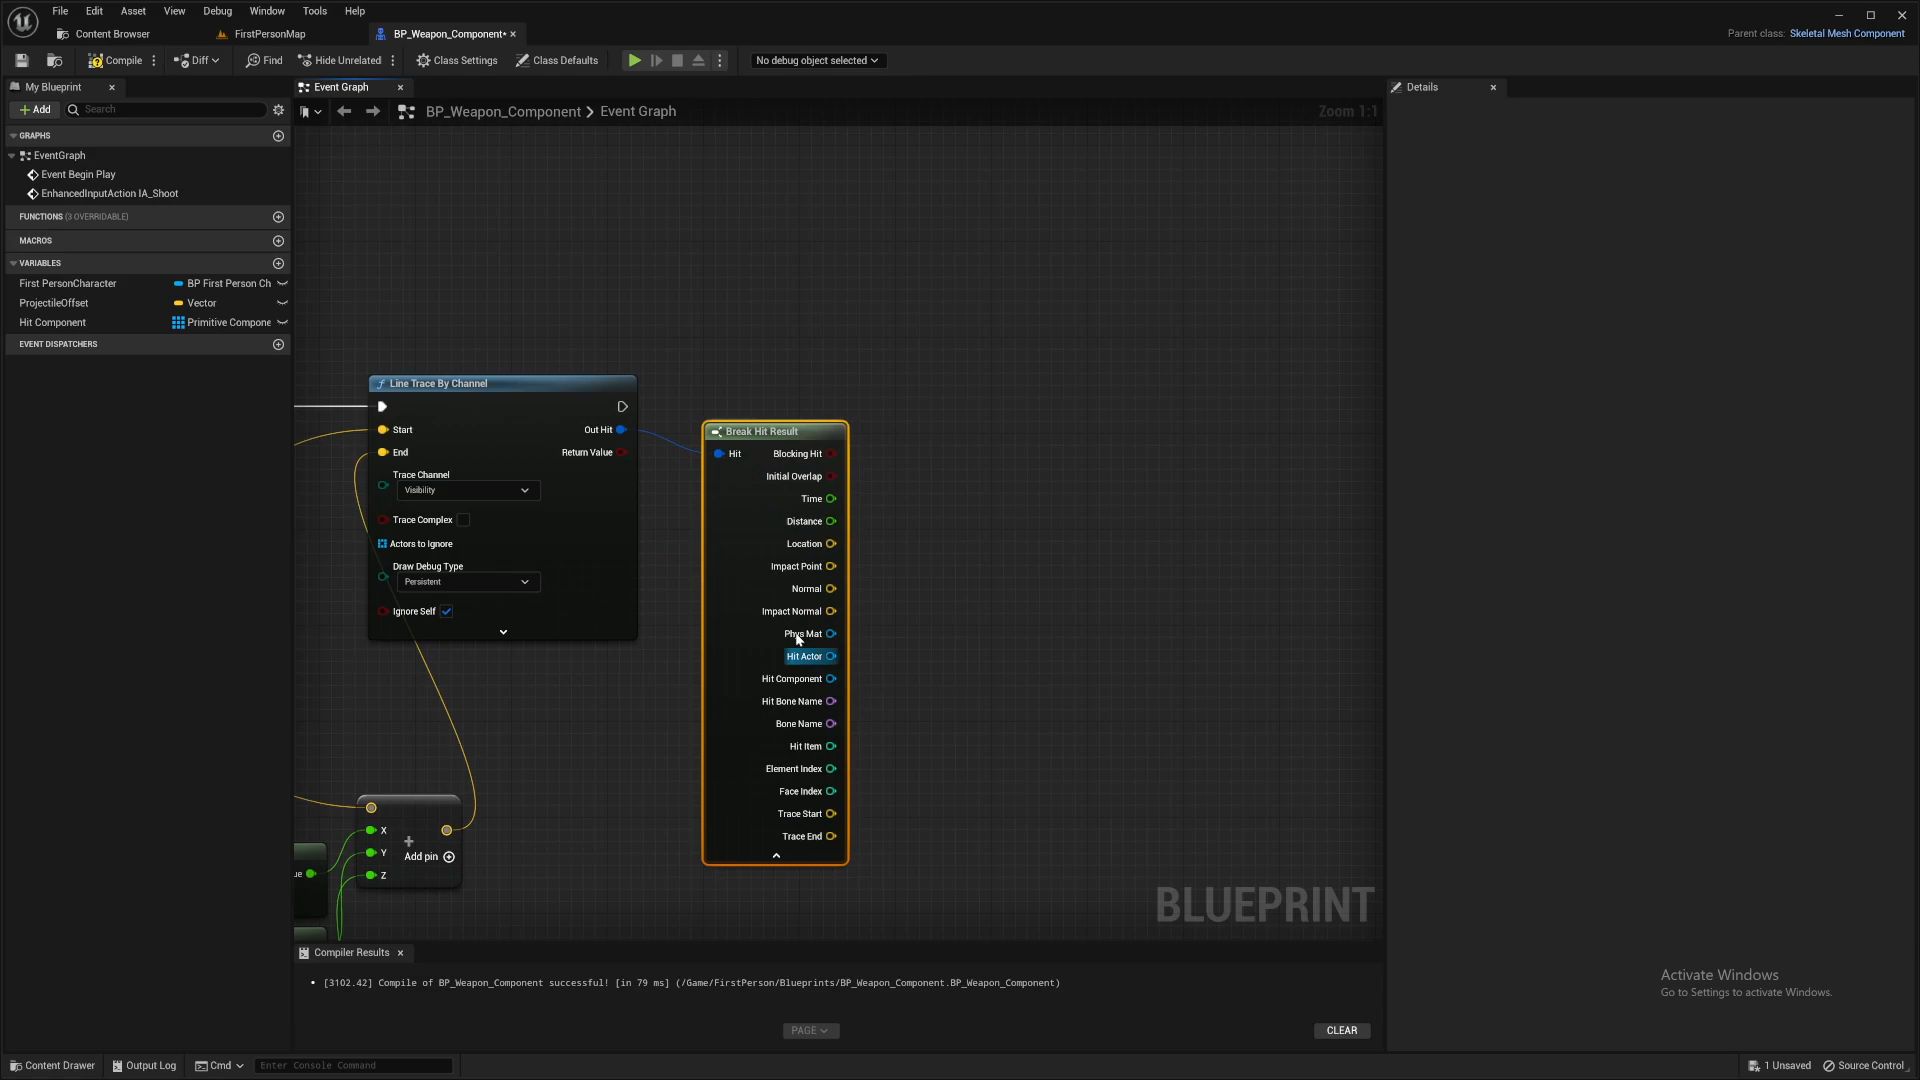 File Edit Asset View Debug Window Tools Help
Content Browser FirstPersonMap BP_Weapon_Component*
Parent class: Skeletal Mesh Component
Compile Diff Find Hide Unrelated Class Settings Class Defaults No debug object selected
My Blueprint
Event Graph
Details
Add Search
BP_Weapon_Component > Event Graph
Zoom 1:1
GRAPHS
EventGraph
Event Begin Play
EnhancedInputAction IA_Shoot
FUNCTIONS (3 OVERRIDABLE)
MACROS
VARIABLES
First PersonCharacter BP First Person Ch
ProjectileOffset Vector
Hit Component Primitive Compone
EVENT DISPATCHERS
Line Trace By Channel
Start Out Hit
End Return Value
Trace Channel
Visibility
Trace Complex
Actors to Ignore
Draw Debug Type
Persistent
Ignore Self
Break Hit Result
Hit Blocking Hit
Initial Overlap
Time
Distance
Location
Impact Point
Normal
Impact Normal
Phys Mat
Hit Actor
Hit Component
Hit Bone Name
Bone Name
Hit Item
Element Index
Face Index
Trace Start
Trace End
X
Y
Z
Add pin
ue
BLUEPRINT
Compiler Results
[3102.42] Compile of BP_Weapon_Component successful! [in 79 ms] (/Game/FirstPerson/Blueprints/BP_Weapon_Component.BP_Weapon_Component)
PAGE
CLEAR
Activate Windows
Go to Settings to activate Windows.
Content Drawer Output Log Cmd Enter Console Command
1 Unsaved Source Control